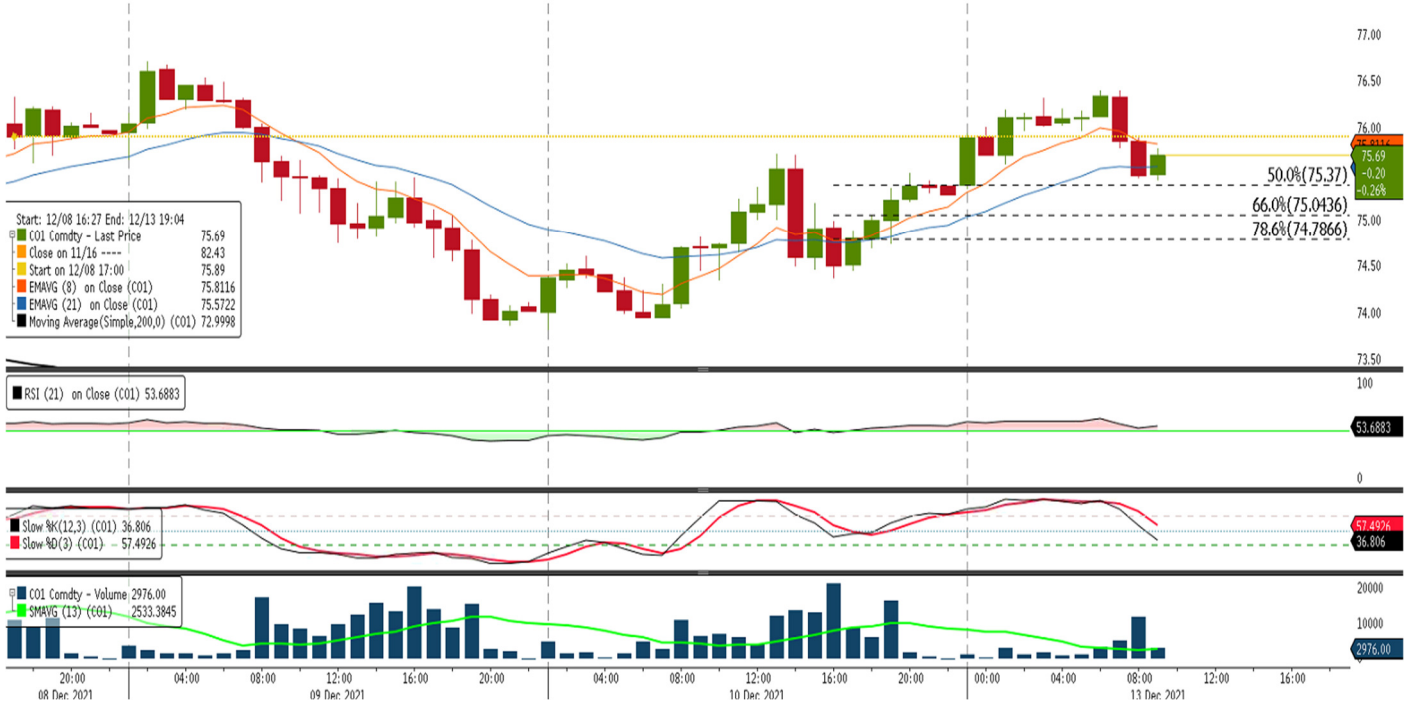 77.00
76.50
76.00
75.8116
75.69
-0.20
-0.26%
50.0%(75.37)
66.0%(75.0436)
75.00
78.6%(74.7866)
74.50
74.00
73.50
Start: 12/08 16:27 End: 12/13 19:04
CO1 Comdty - Last Price 75.69
Close on 11/16 ---- 82.43
Start on 12/08 17:00 75.89
EMAVG (8) on Close (CO1) 75.8116
EMAVG (21) on Close (CO1) 75.5722
Moving Average(Simple,200,0) (CO1) 72.9998
100
RSI (21) on Close (CO1) 53.6883
53.6883
0
Slow %K(12,3) (CO1) 36.806
Slow %D(3) (CO1) 57.4926
57.4926
36.806
CO1 Comdty - Volume 2976.00
SMAVG (13) (CO1) 2533.3845
20000
10000
2976.00
20:00 04:00 08:00 12:00 16:00 20:00 04:00 08:00 12:00 16:00 20:00 00:00 04:00 08:00 12:00 16:00
08 Dec 2021 09 Dec 2021 10 Dec 2021 13 Dec 2021